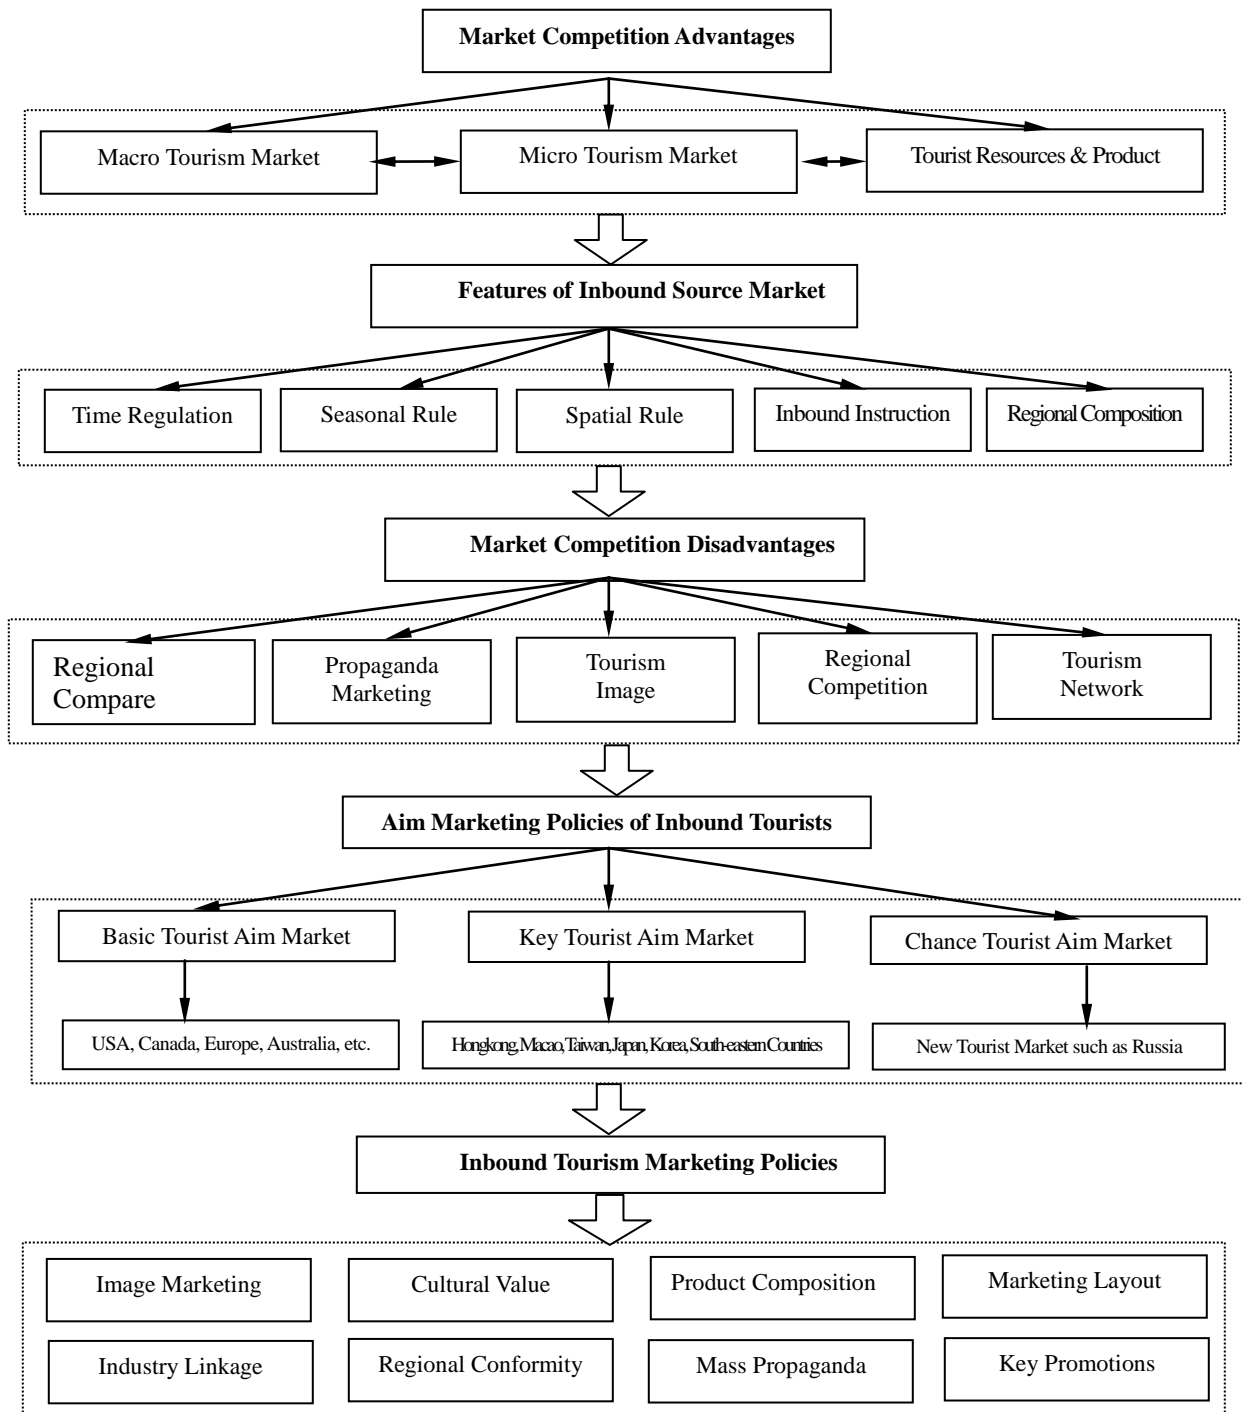 Market Competition Advantages
Macro Tourism Market
Micro Tourism Market
Tourist Resources & Product
Features of Inbound Source Market
Time Regulation
Seasonal Rule
Spatial Rule
Inbound Instruction
Regional Composition
Market Competition Disadvantages
Regional
Compare
Propaganda
Marketing
Tourism
Image
Regional
Competition
Tourism
Network
Aim Marketing Policies of Inbound Tourists
Basic Tourist Aim Market
Key Tourist Aim Market
Chance Tourist Aim Market
USA, Canada, Europe, Australia, etc.
Hongkong, Macao, Taiwan, Japan, Korea, South-eastern Countries
New Tourist Market such as Russia
Inbound Tourism Marketing Policies
Image Marketing
Cultural Value
Product Composition
Marketing Layout
Industry Linkage
Regional Conformity
Mass Propaganda
Key Promotions